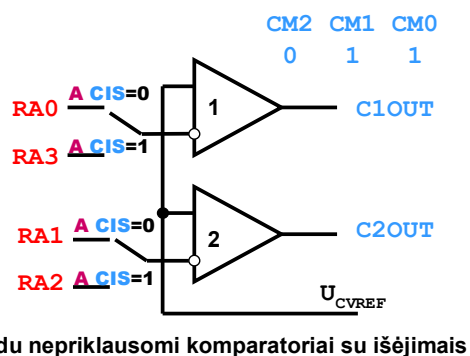 CM2 CM1 CM0
0 1 1
A CIS=0
RA0
1
C1OUT
A CIS=1
RA3
A CIS=0
RA1
2
C2OUT
A CIS=1
RA2
UCVREF
du nepriklausomi komparatoriai su išėjimais